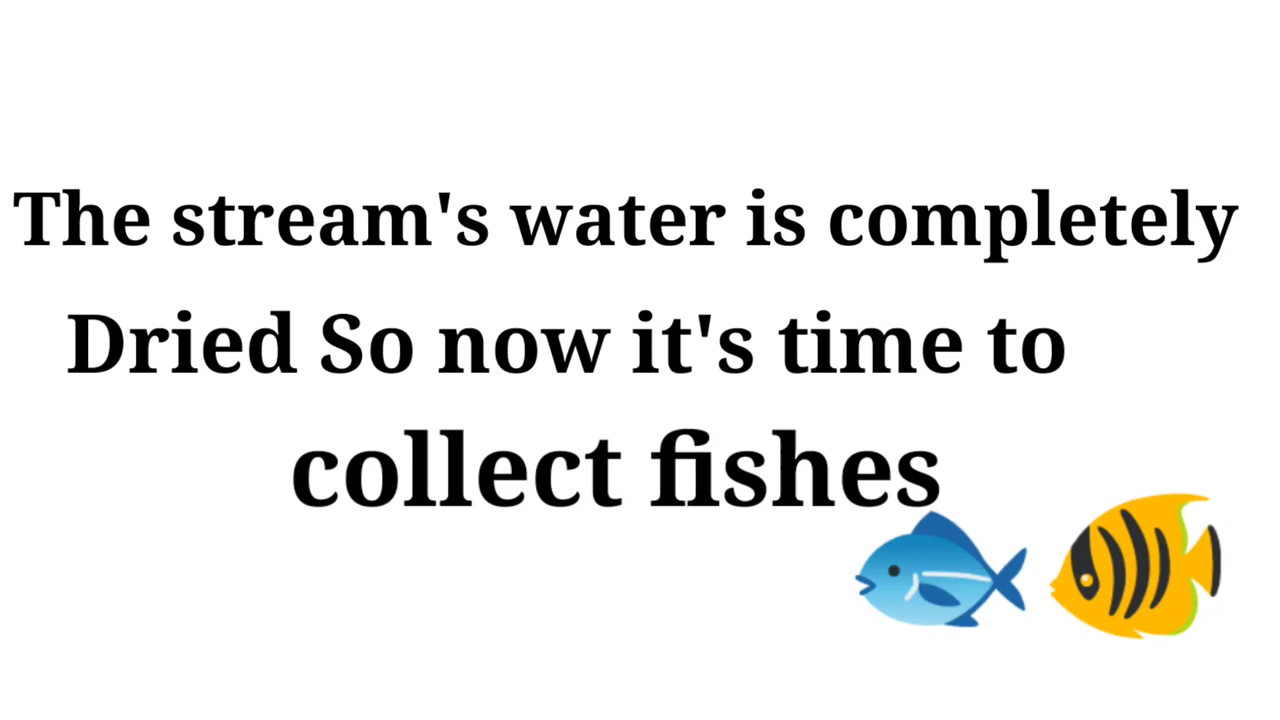 The stream's water is completely
Dried So now it's time to
collect fishes